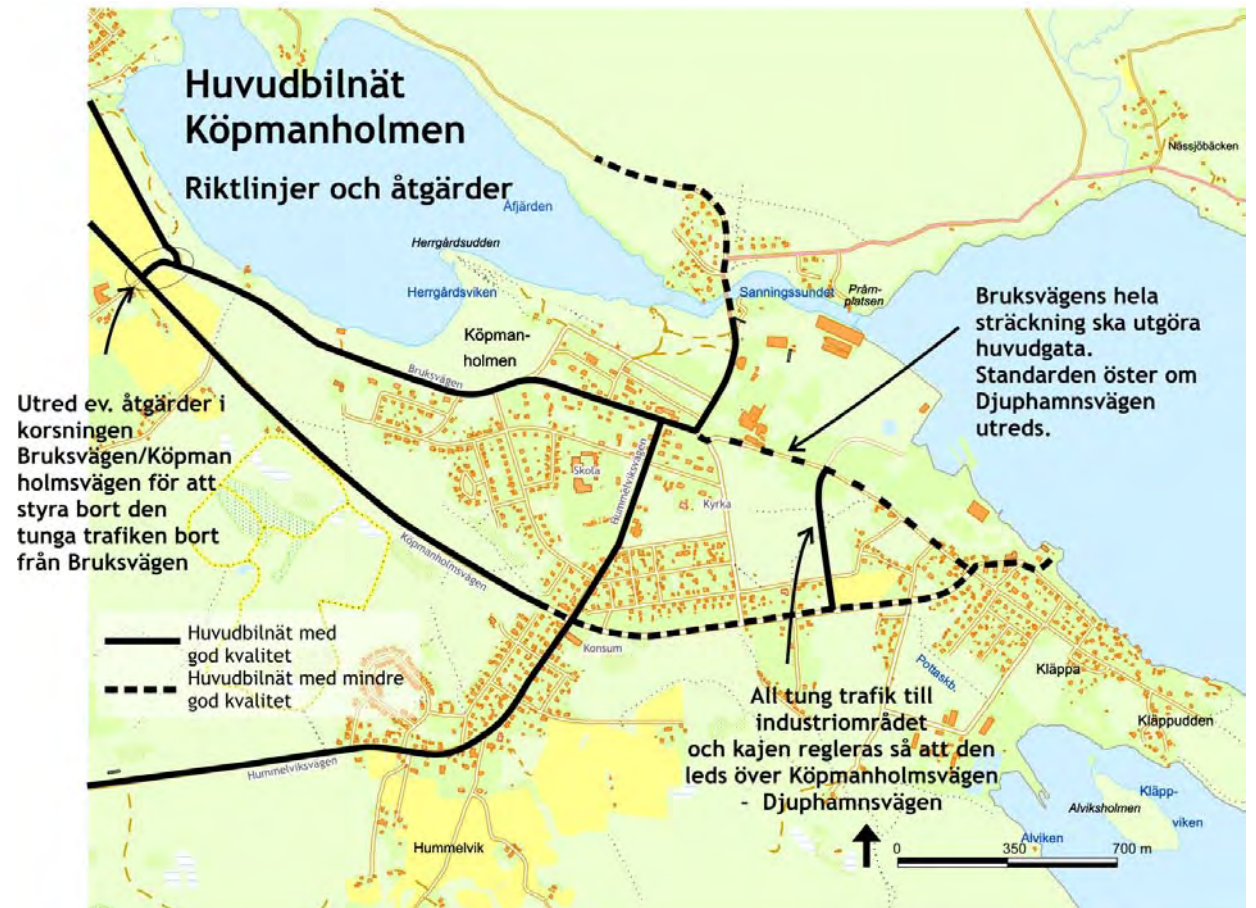 Huvudbilnät
Köpmanholmen
Riktlinjer och åtgärder
Nässjöbäcken
Åfjärden
Herrgårdsudden
Herrgårdsviken
Sanningssundet
Pråm-
platsen
Köpman-
holmen
Bruksvägen
Bruksvägens hela
sträckning ska utgöra
huvudgata.
Standarden öster om
Djuphamnsvägen
utreds.
Utred ev. åtgärder i
korsningen
Bruksvägen/Köpman
holmsvägen för att
styra bort den
tunga trafiken bort
från Bruksvägen
Skola
Hummelviksvägen
Kyrka
Köpmanholmsvägen
Konsum
Huvudbilnät med
god kvalitet
Huvudbilnät med mindre
god kvalitet
Pottaskb.
Kläppa
Kläppudden
All tung trafik till
industriområdet
och kajen regleras så att den
leds över Köpmanholmsvägen
- Djuphamnsvägen
Hummelviksvägen
Hummelvik
Alviksholmen
Kläpp-
viken
Alviken
0 350 700 m